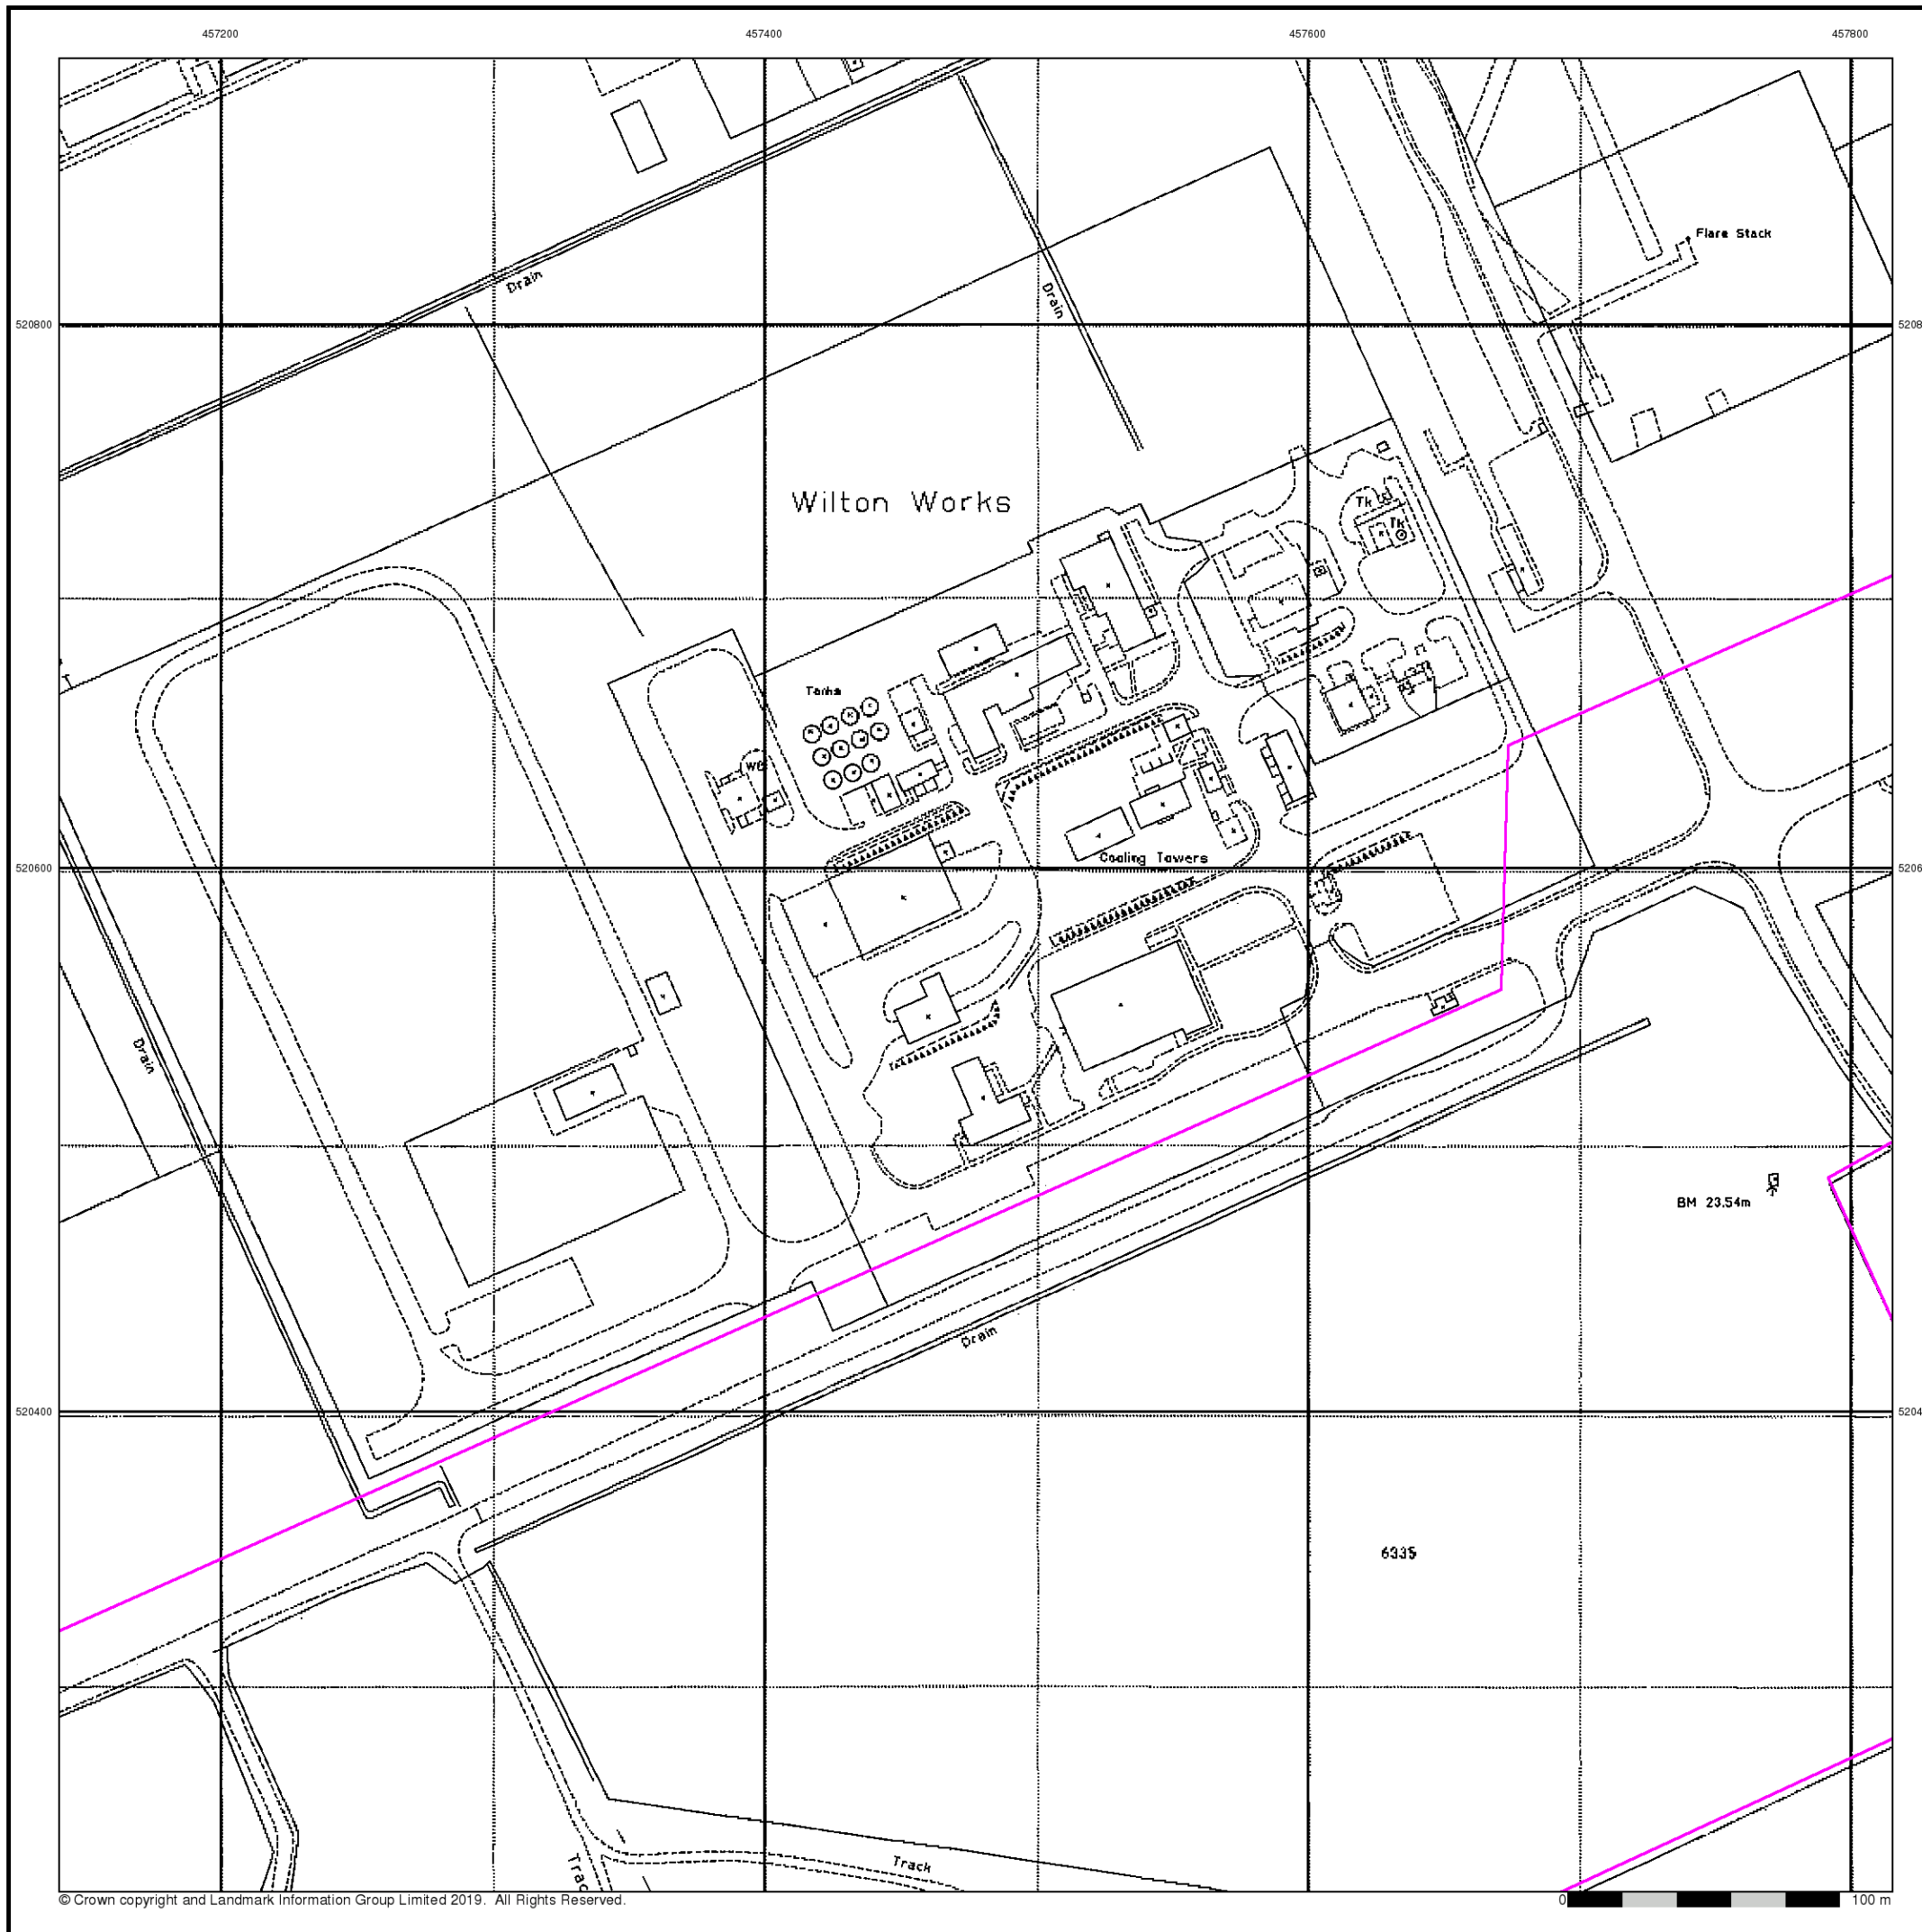 457200 457400 457600 457800
Flare Stack
Drain
Drain
520800 5208
Wilton Works
Tk
Tk
Tanks
WB
Cooling Towers
520600 5206
Drain
BM 23.54m
Drain
520400 5204
6335
Track
Trac
© Crown copyright and Landmark Information Group Limited 2019. All Rights Reserved.
0 100 m